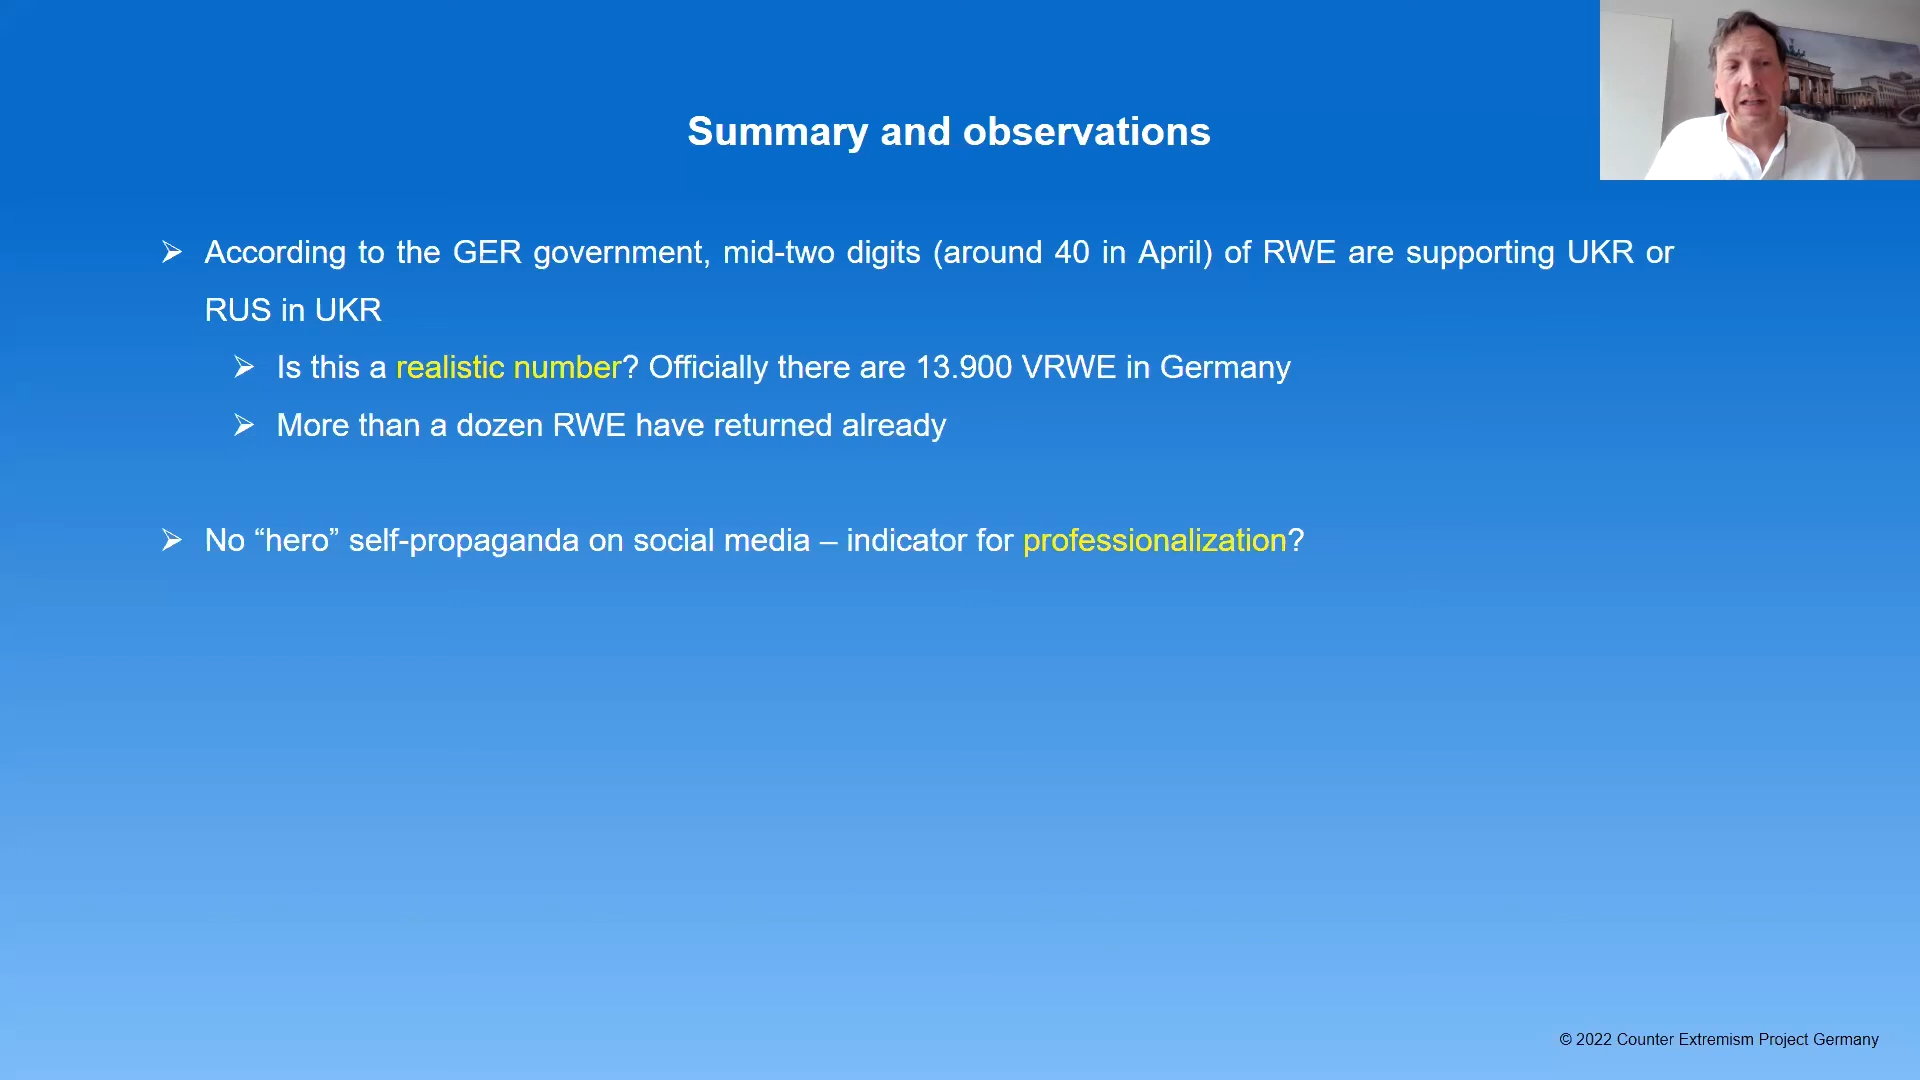 Summary and observations
According to the GER government, mid-two digits (around 40 in April) of RWE are supporting UKR or
RUS in UKR
Is this a realistic number? Officially there are 13.900 VRWE in Germany
More than a dozen RWE have returned already
No “hero” self-propaganda on social media – indicator for professionalization?
© 2022 Counter Extremism Project Germany